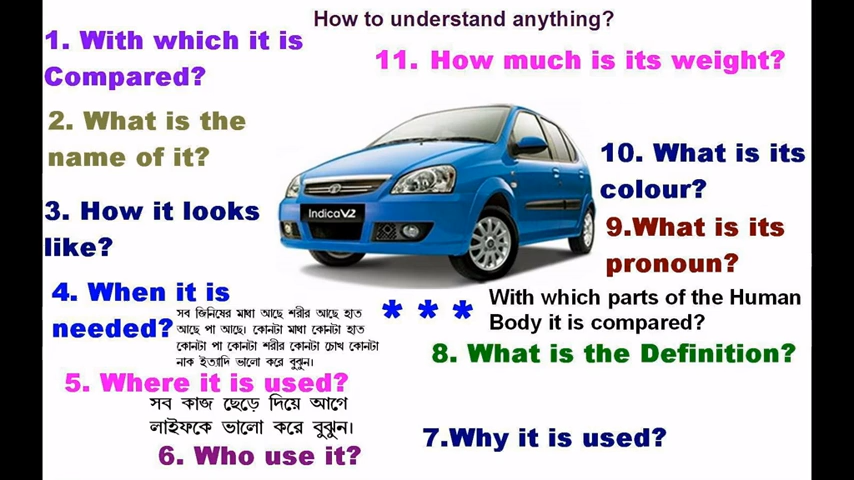 How to understand anything?
1. With which it is
Compared?
2. What is the
name of it?
3. How it looks
like?
4. When it is
needed?
সব জিনিষের মাথা আছে শরীর আছে হাত
আছে পা আছে। কোনটা মাথা কোনটা হাত
কোনটা পা কোনটা শরীর কোনটা চোখ কোনটা
নাক ইত্যাদি ভালো করে বুঝুন।
5. Where it is used?
সব কাজ ছেড়ে দিয়ে আগে
লাইফকে ভালো করে বুঝুন।
6. Who use it?
7.Why it is used?
8. What is the Definition?
* * * With which parts of the Human
Body it is compared?
9.What is its
pronoun?
10. What is its
colour?
11. How much is its weight?
Indica V2